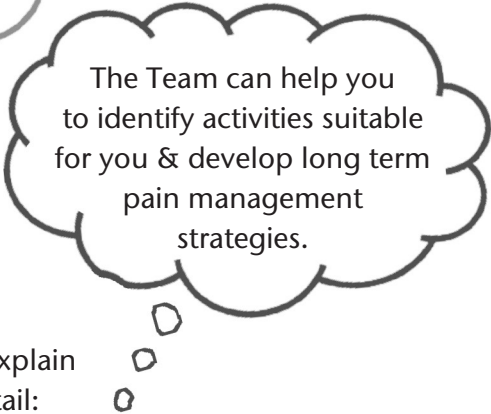 The Team can help you
to identify activities suitable
for you & develop long term
pain management
strategies.
xplain
ail: